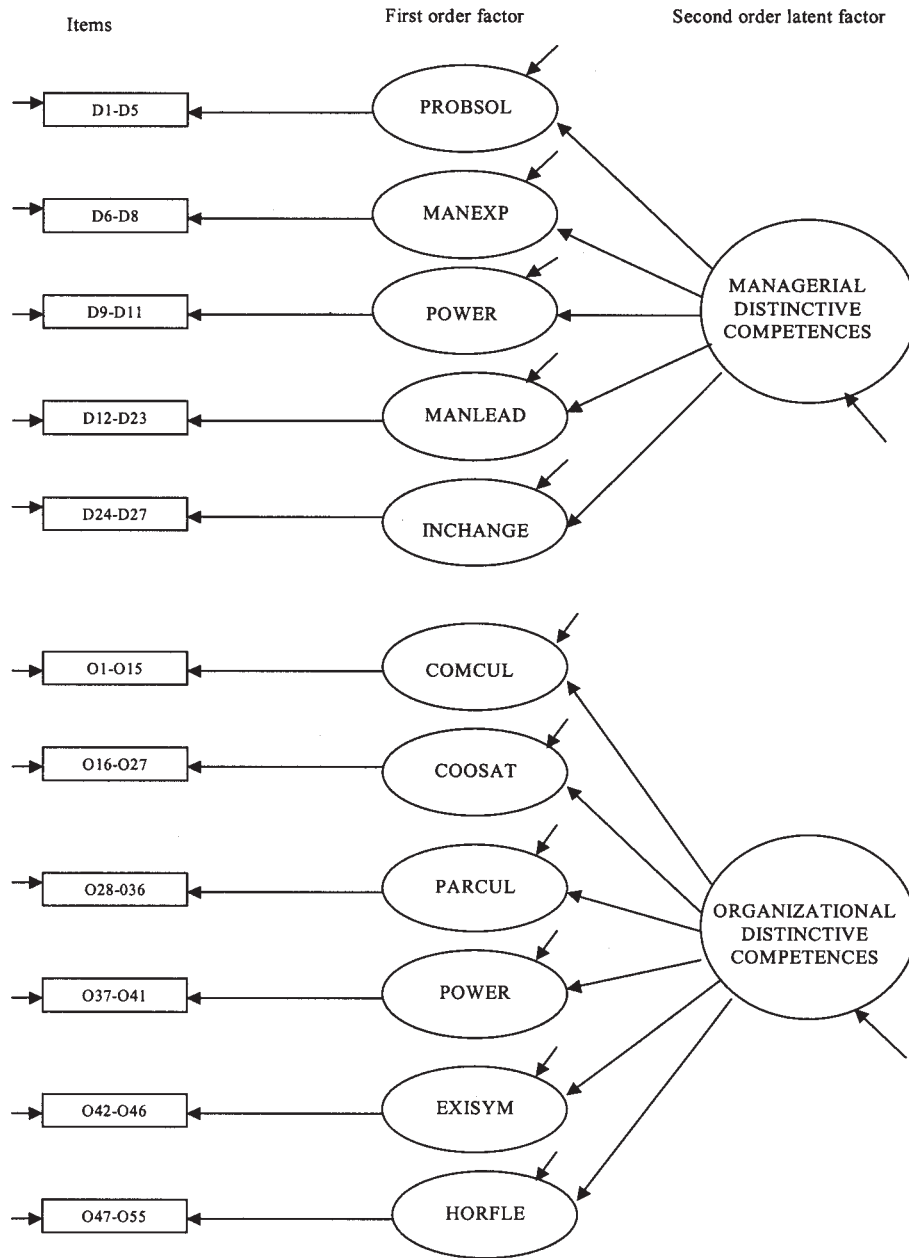 Items
First order factor
Second order latent factor
D1-D5
PROBSOL
D6-D8
MANEXP
D9-D11
POWER
D12-D23
MANLEAD
D24-D27
INCHANGE
MANAGERIAL
DISTINCTIVE
COMPETENCES
O1-O15
COMCUL
O16-O27
COOSAT
O28-036
PARCUL
O37-O41
POWER
O42-O46
EXISYM
O47-O55
HORFLE
ORGANIZATIONAL
DISTINCTIVE
COMPETENCES